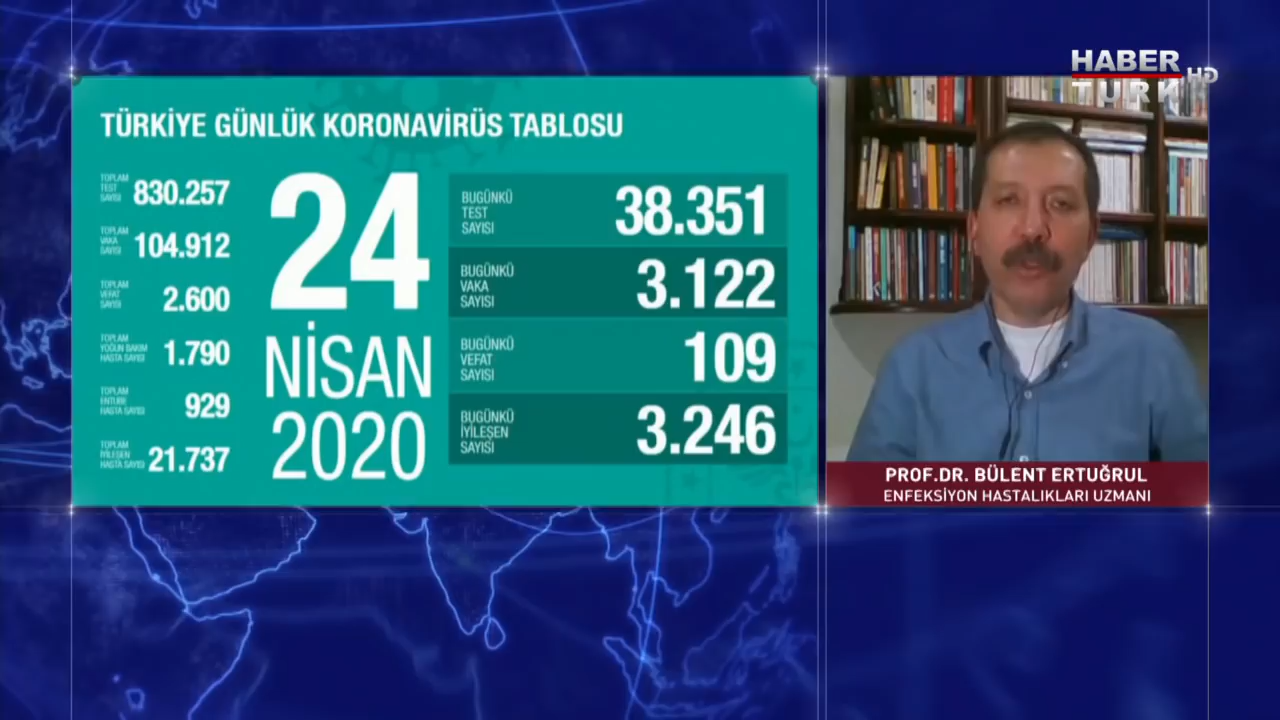 HABER
TURK HD
TÜRKİYE GÜNLÜK KORONAVİRÜS TABLOSU
TOPLAM
TEST
SAYISI
830.257
TOPLAM
VAKA
SAYISI
104.912
TOPLAM
VEFAT
SAYISI
2.600
TOPLAM
YOĞUN BAKIM
HASTA SAYISI
1.790
TOPLAM
ENTUBE
HASTA SAYISI
929
TOPLAM
İYİLEŞEN
HASTA SAYISI
21.737
24
NİSAN
2020
BUGÜNKÜ
TEST
SAYISI
38.351
BUGÜNKÜ
VAKA
SAYISI
3.122
BUGÜNKÜ
VEFAT
SAYISI
109
BUGÜNKÜ
İYİLEŞEN
SAYISI
3.246
PROF.DR. BÜLENT ERTUĞRUL
ENFEKSİYON HASTALIKLARI UZMANI